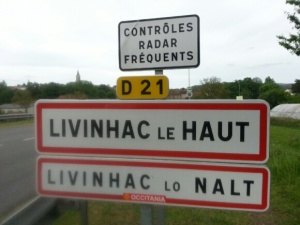 CONTRÔLES
RADAR
FRÉQUENTS
D 21
LIVINHAC LE HAUT
LIVINHAC LO NALT
OCCITANIA